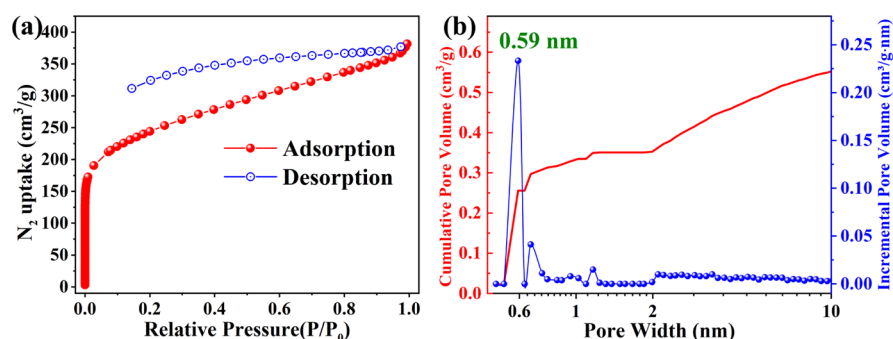 (a)
400
350
300
250
200
150
100
50
0
N₂ uptake (cm³/g)
Adsorption
Desorption
0.0 0.2 0.4 0.6 0.8 1.0
Relative Pressure(P/P₀)
(b)
0.59 nm
0.6
0.5
0.4
0.3
0.2
0.1
0.0
Cumulative Pore Volume (cm³/g)
0.25
0.20
0.15
0.10
0.05
0.00
Incremental Pore Volume (cm³/g·nm)
0.6 1 2 10
Pore Width (nm)